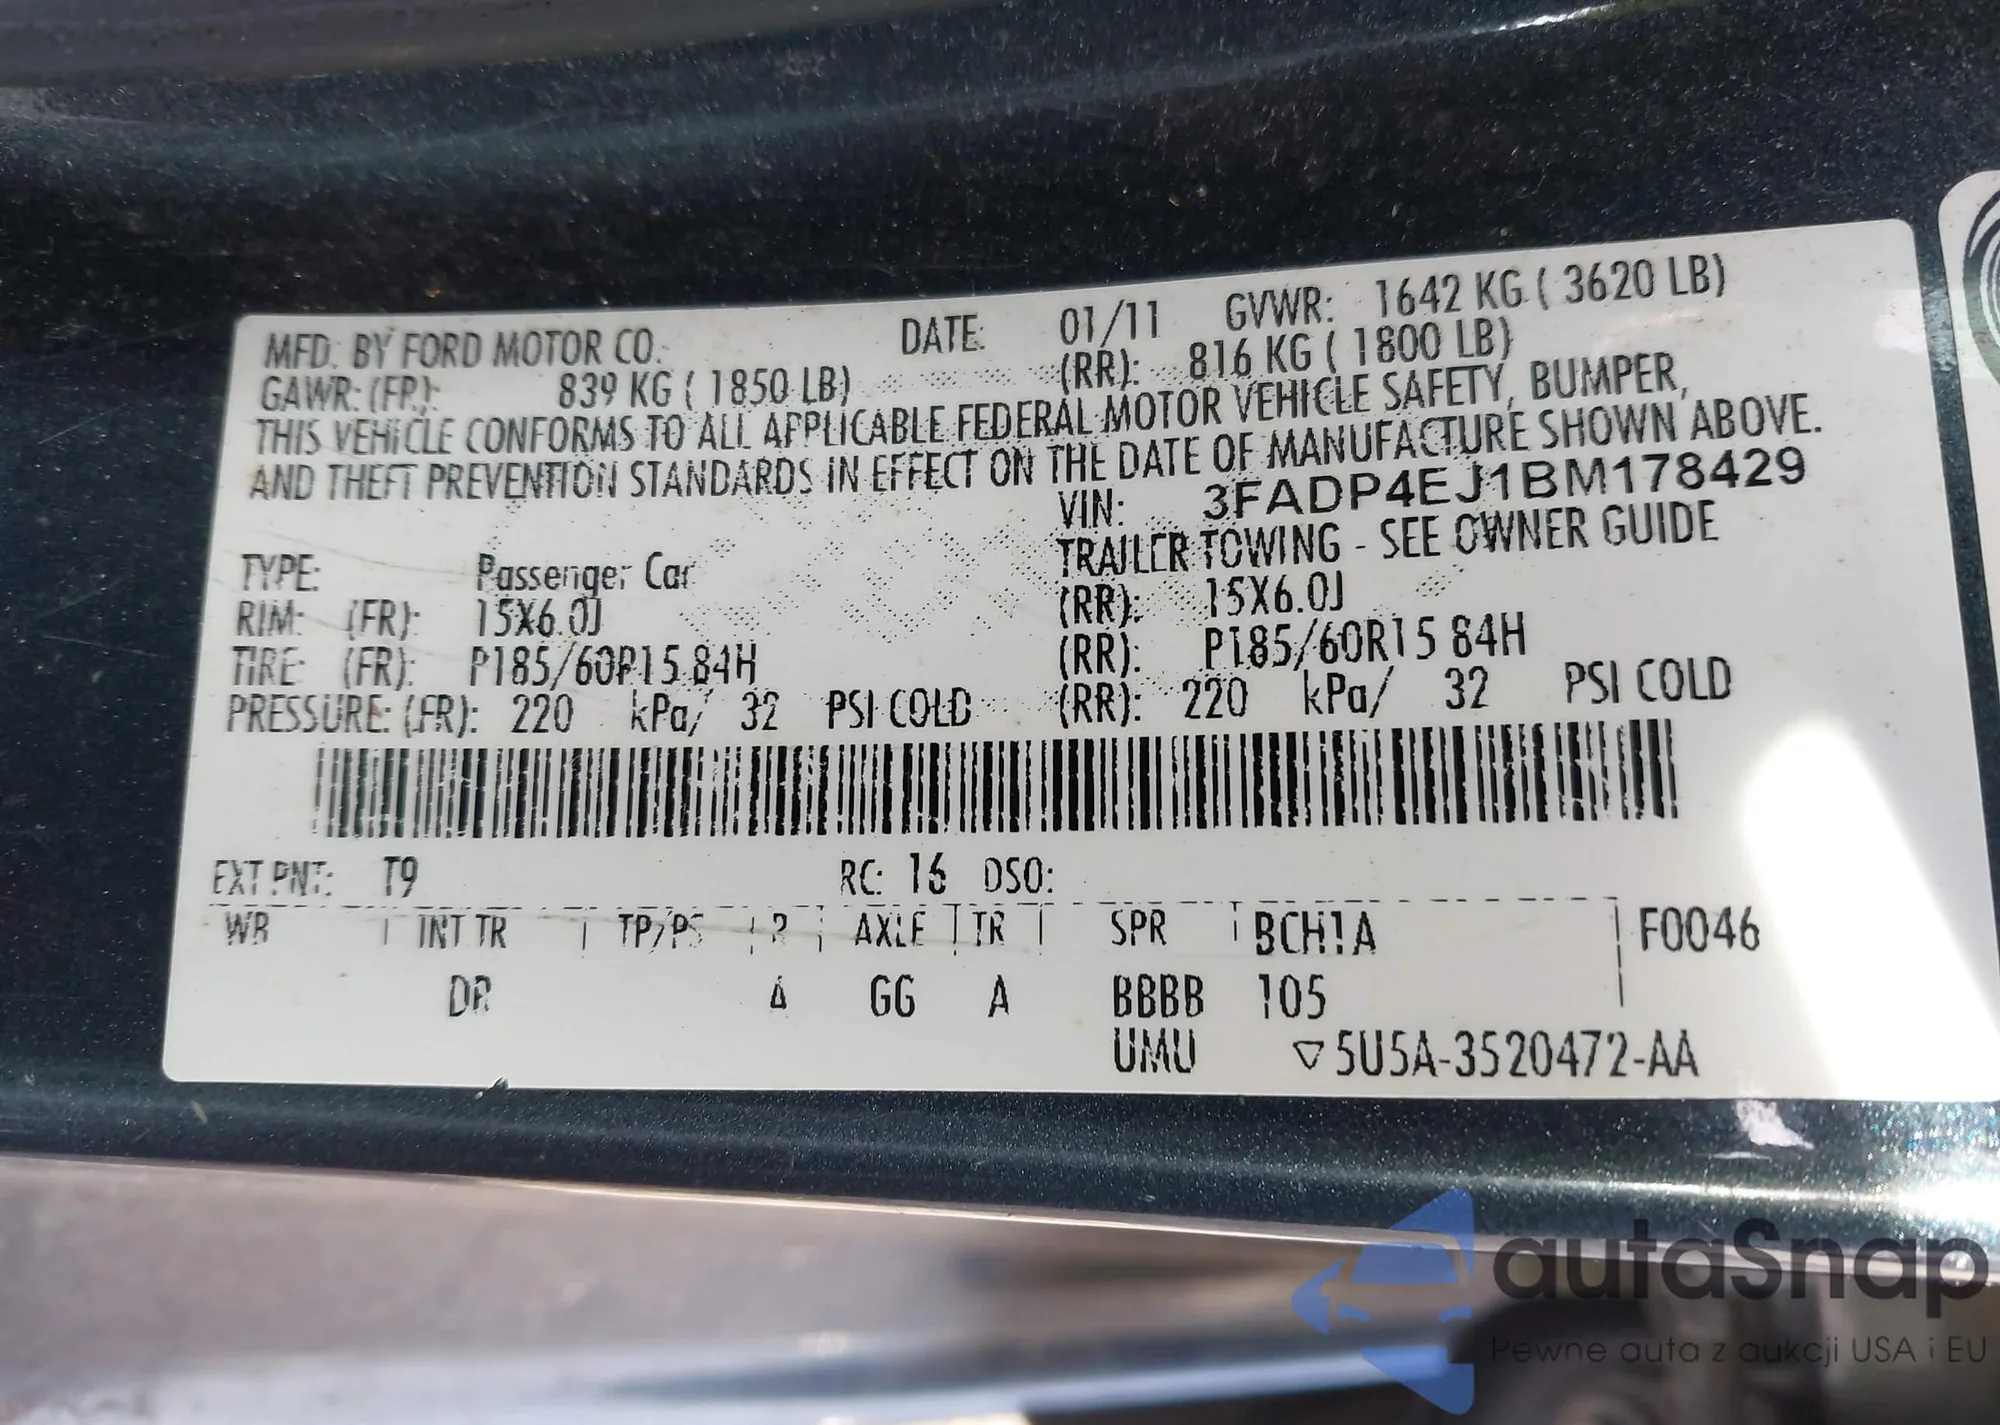 MFD. BY FORD MOTOR CO. DATE: 01/11 GVWR: 1642 KG ( 3620 LB)
GAWR: (FR): 839 KG ( 1850 LB) (RR): 816 KG ( 1800 LB)
THIS VEHICLE CONFORMS TO ALL APPLICABLE FEDERAL MOTOR VEHICLE SAFETY, BUMPER,
AND THEFT PREVENTION STANDARDS IN EFFECT ON THE DATE OF MANUFACTURE SHOWN ABOVE.
VIN: 3FADP4EJ1BM178429
TYPE: Passenger Car TRAILER TOWING - SEE OWNER GUIDE
RIM: (FR): 15X6.0J (RR): 15X6.0J
TIRE (FR): P185/60R15 84H (RR): P185/60R15 84H
PRESSURE: (FR): 220 kPa/ 32 PSI COLD (RR): 220 kPa/ 32 PSI COLD
EXT PNT: T9 RC: 16 DSO:
WB INT TR TP/PS R AXLE TR SPR BCH1A F0046
DR 4 GG A BBBB 105
UMU ▽5U5A-3520472-AA
autaSnap
Pewne auta z aukcji USA i EU